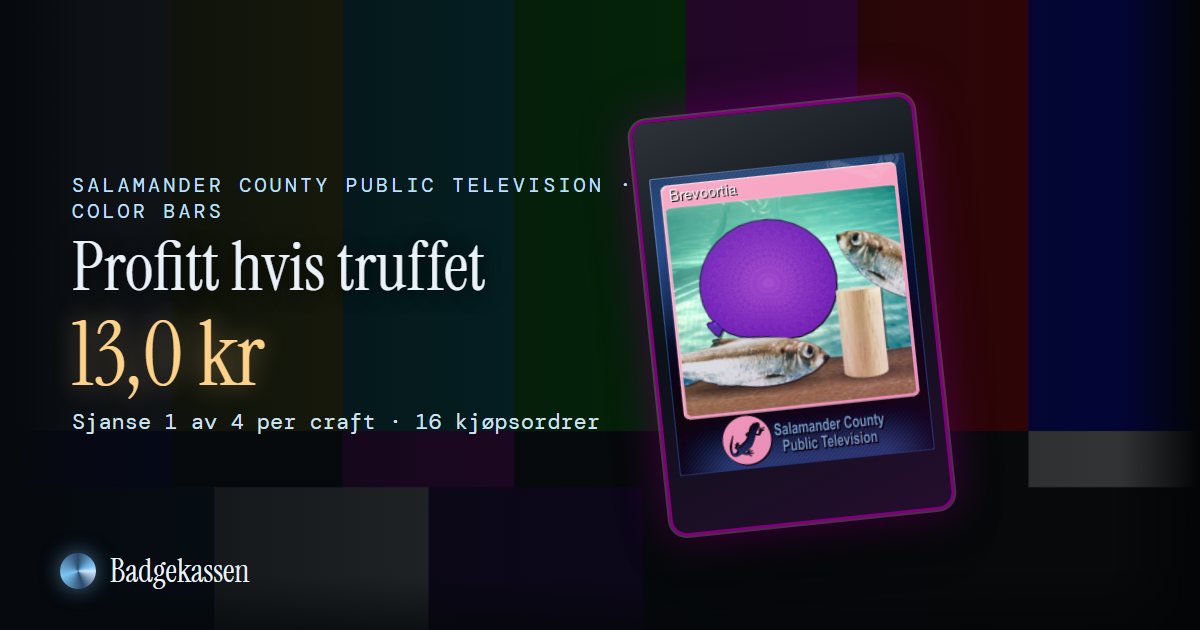 SALAMANDER COUNTY PUBLIC TELEVISION ·
COLOR BARS
Profitt hvis truffet
13,0 kr
Sjanse 1 av 4 per craft · 16 kjøpsordrer
Badgekassen
Brevoortia
Salamander County
Public Television